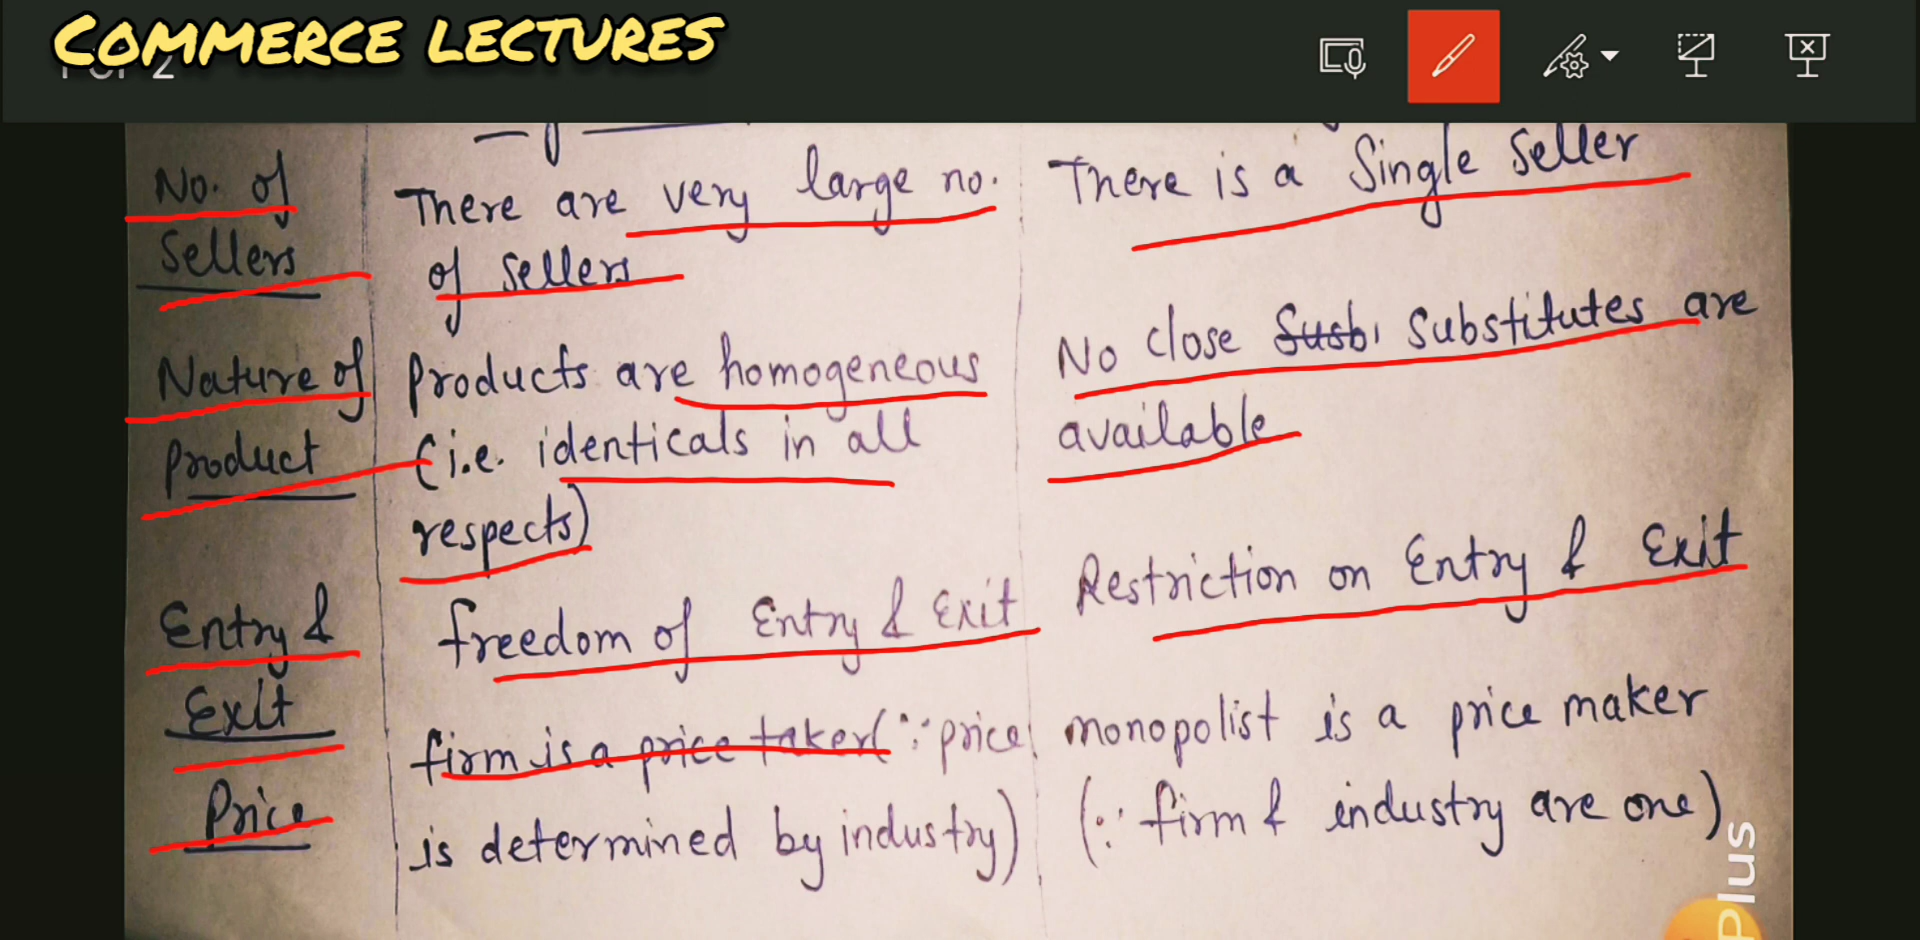 COMMERCE LECTURES
No. of
Sellers
There are very large no.
of sellers
There is a Single Seller
Nature of
Product
Products are homogeneous
(i.e. identicals in all
respects)
No close Susb. Substitutes are
available
Entry &
Exit
freedom of Entry & Exit
Restriction on Entry & Exit
Price
firm is a price taker (∵ price
is determined by industry)
monopolist is a price maker
(∵ firm & industry are one)
Plus